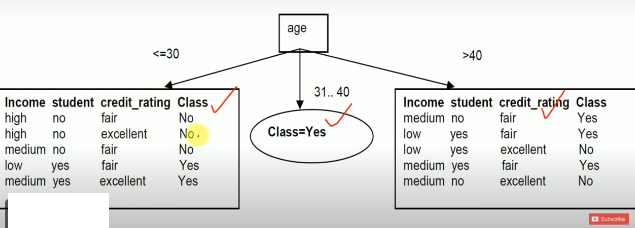 age
<=30
>40
31.. 40
Income student credit_rating Class
high no fair No
high no excellent No
medium no fair No
low yes fair Yes
medium yes excellent Yes
Class=Yes
Income student credit_rating Class
medium no fair Yes
low yes fair Yes
low yes excellent No
medium yes fair Yes
medium no excellent No
Subscribe